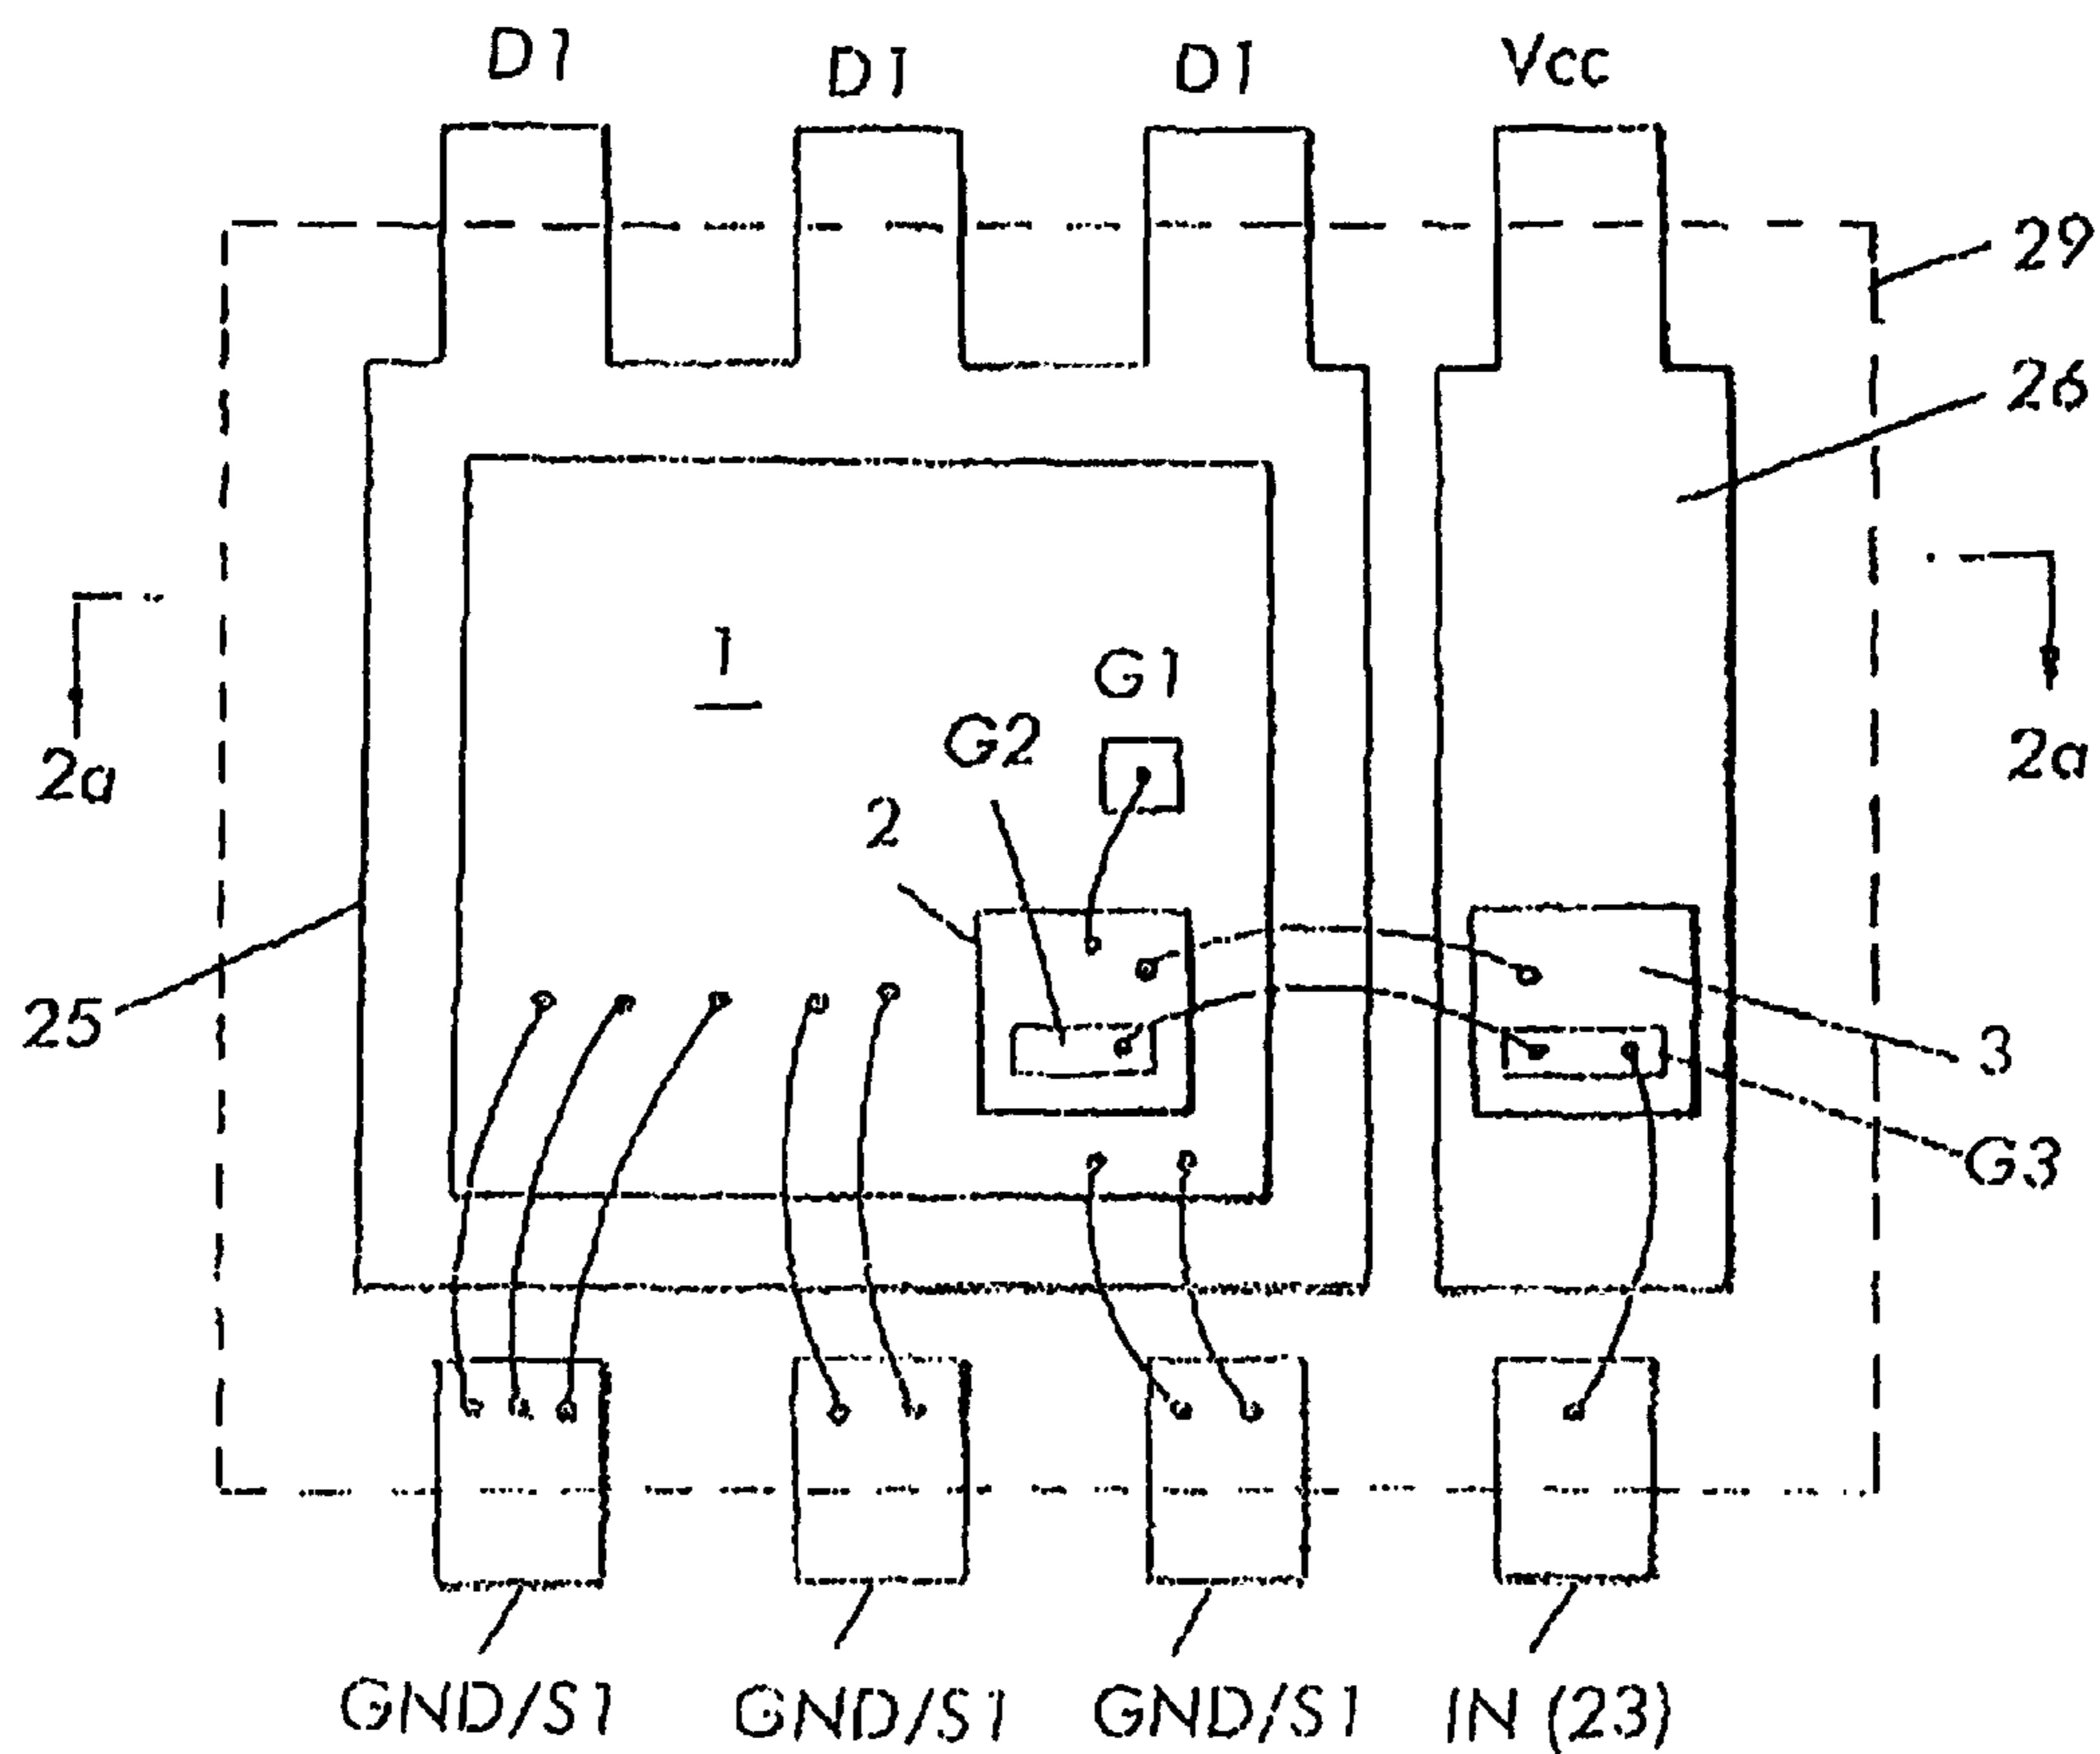 D1 D1 D1 Vcc
29
26
1
G1
G2
2a
2a
2
25
3
G3
GND/S1 GND/S1 GND/S1 IN (23)